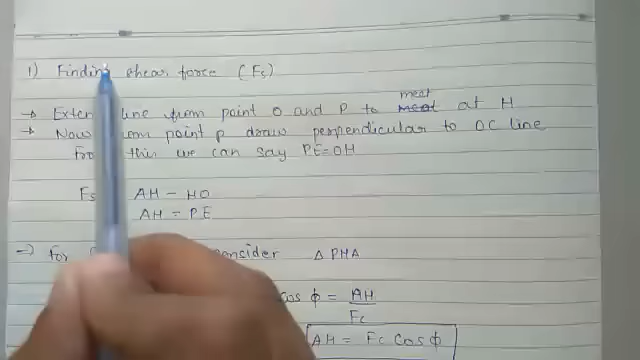 1) Finding shear force (Fs)
→ Extend line from point O and P to meet at H
→ Now from point p draw perpendicular to OC line
From this we can say PE=OH
Fs AH - HO
AH = PE
→ For consider Δ PHA
cos φ = AH / Fc
AH = Fc cos φ